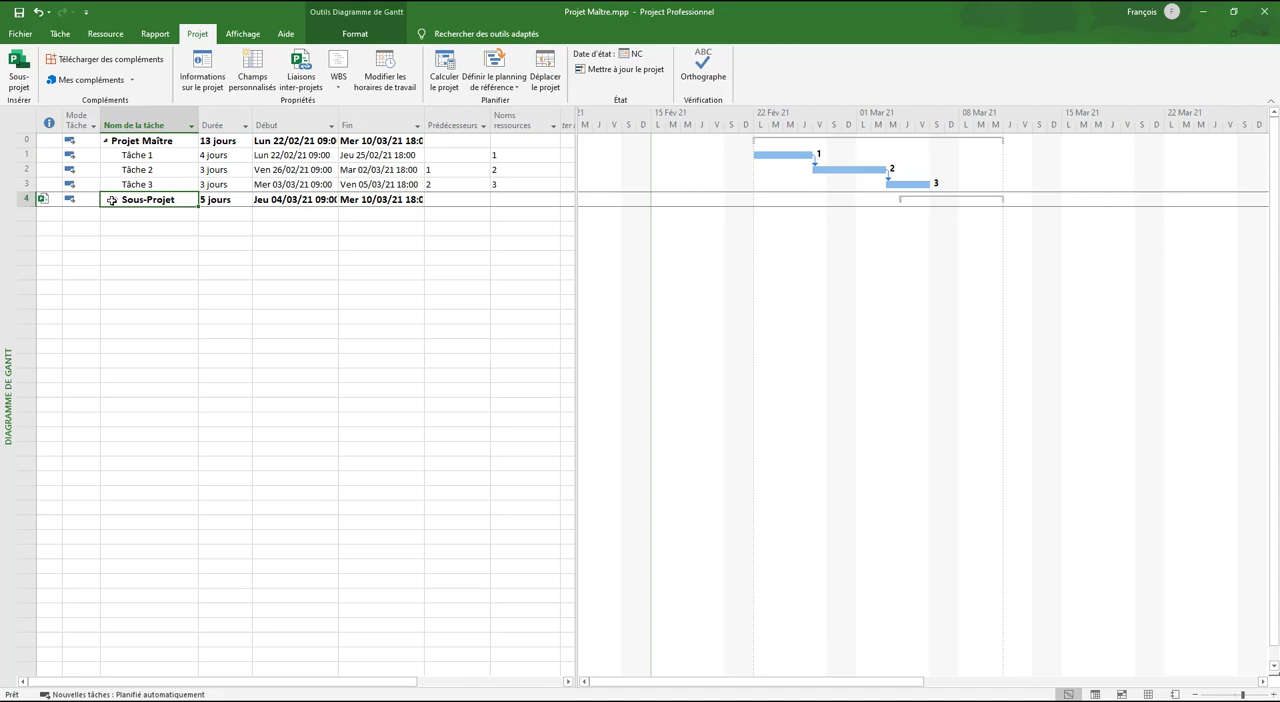 Outils Diagramme de Gantt
Projet Maître.mpp - Project Professionnel
François F
Fichier Tâche Ressource Rapport Projet Affichage Aide Format Rechercher des outils adaptés
Sous-projet
Insérer
Télécharger des compléments
Mes compléments
Compléments
Informations sur le projet
Champs personnalisés
Liaisons inter-projets
WBS
Modifier les horaires de travail
Propriétés
Calculer le projet
Définir le planning de référence
Déplacer le projet
Planifier
Date d'état : NC
Mettre à jour le projet
État
ABC
Orthographe
Vérification
Mode Tâche Nom de la tâche Durée Début Fin Prédécesseurs Noms ressources
0 Projet Maître 13 jours Lun 22/02/21 09:0 Mer 10/03/21 18:0
1 Tâche 1 4 jours Lun 22/02/21 09:00 Jeu 25/02/21 18:00 1
2 Tâche 2 3 jours Ven 26/02/21 09:00 Mar 02/03/21 18:00 1 2
3 Tâche 3 3 jours Mer 03/03/21 09:00 Ven 05/03/21 18:00 2 3
4 Sous-Projet 5 jours Jeu 04/03/21 09:0 Mer 10/03/21 18:0
21 15 Fév 21 22 Fév 21 01 Mar 21 08 Mar 21 15 Mar 21 22 Mar 21
M J V S D L M M J V S D L M M J V S D L M M J V S D L M M J V S D L M M J V S D L M M J V S D
1
2
3
DIAGRAMME DE GANTT
Prêt Nouvelles tâches : Planifié automatiquement